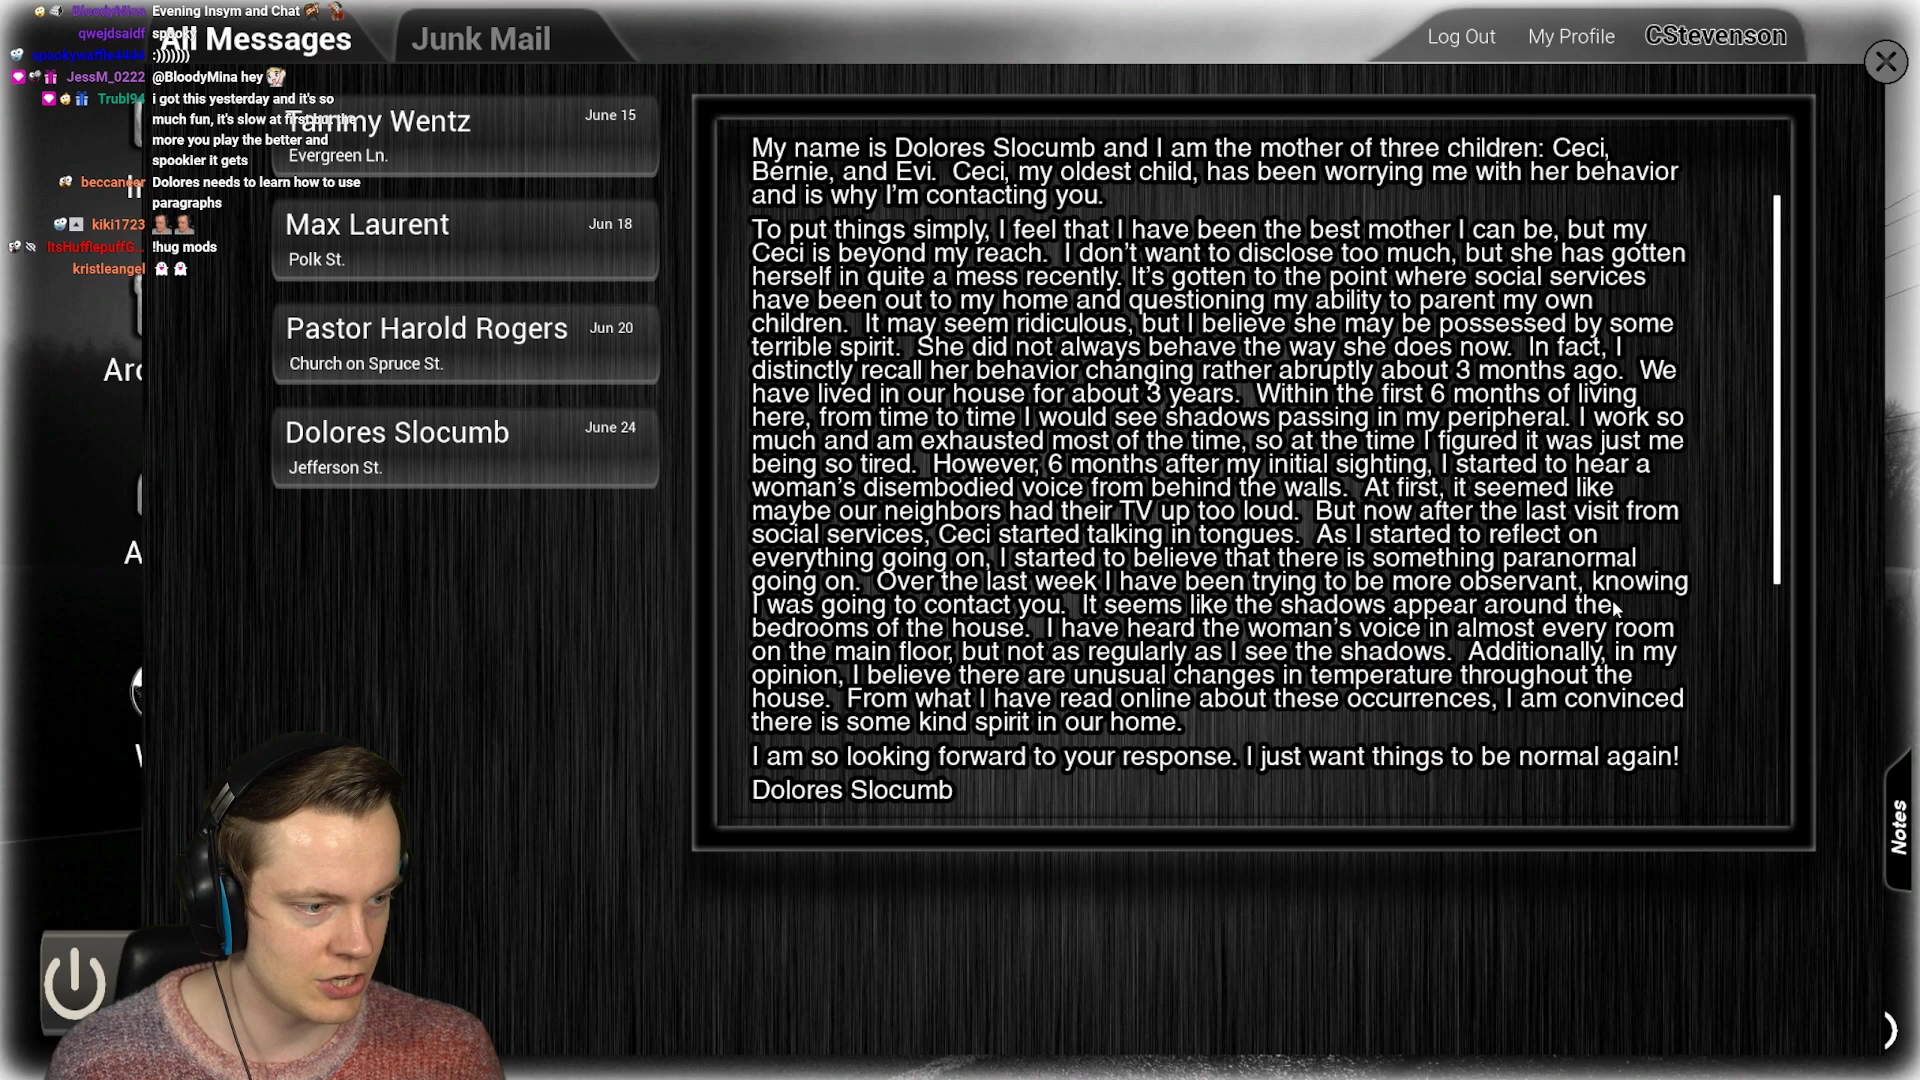 BloodyMina Evening Insym and Chat
qwejdsaidf spooky
spookywaffle4444 :)))))))
JessM_0222 @BloodyMina hey
Trubl94 i got this yesterday and it's so
much fun, it's slow at first but the
more you play the better and
spookier it gets
beccaneer Dolores needs to learn how to use
paragraphs
kiki1723
ItsHufflepuffG... !hug mods
kristleangel
All Messages
Junk Mail
Log Out
My Profile
CStevenson
Tammy Wentz
June 15
Evergreen Ln.
Max Laurent
Jun 18
Polk St.
Pastor Harold Rogers
Jun 20
Church on Spruce St.
Dolores Slocumb
June 24
Jefferson St.
My name is Dolores Slocumb and I am the mother of three children: Ceci,
Bernie, and Evi.  Ceci, my oldest child, has been worrying me with her behavior
and is why I'm contacting you.
To put things simply, I feel that I have been the best mother I can be, but my
Ceci is beyond my reach.  I don't want to disclose too much, but she has gotten
herself in quite a mess recently. It's gotten to the point where social services
have been out to my home and questioning my ability to parent my own
children.  It may seem ridiculous, but I believe she may be possessed by some
terrible spirit.  She did not always behave the way she does now.  In fact, I
distinctly recall her behavior changing rather abruptly about 3 months ago.  We
have lived in our house for about 3 years.  Within the first 6 months of living
here, from time to time I would see shadows passing in my peripheral. I work so
much and am exhausted most of the time, so at the time I figured it was just me
being so tired.  However, 6 months after my initial sighting, I started to hear a
woman's disembodied voice from behind the walls.  At first, it seemed like
maybe our neighbors had their TV up too loud.  But now after the last visit from
social services, Ceci started talking in tongues.  As I started to reflect on
everything going on, I started to believe that there is something paranormal
going on.  Over the last week I have been trying to be more observant, knowing
I was going to contact you.  It seems like the shadows appear around the
bedrooms of the house.  I have heard the woman's voice in almost every room
on the main floor, but not as regularly as I see the shadows.  Additionally, in my
opinion, I believe there are unusual changes in temperature throughout the
house.  From what I have read online about these occurrences, I am convinced
there is some kind spirit in our home.
I am so looking forward to your response. I just want things to be normal again!
Dolores Slocumb
Notes